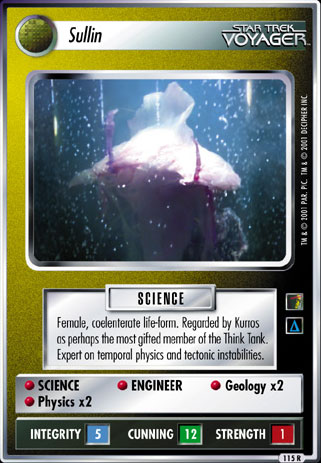 Sullin
STAR TREK
VOYAGER™
TM & © 2001 PAR. PIC. TM & © 2001 DECIPHER INC.
SCIENCE
Female, coelenterate life-form. Regarded by Kurros
as perhaps the most gifted member of the Think Tank.
Expert on temporal physics and tectonic instabilities.
SCIENCE ENGINEER Geology x2
Physics x2
INTEGRITY 5 CUNNING 12 STRENGTH 1
115 R